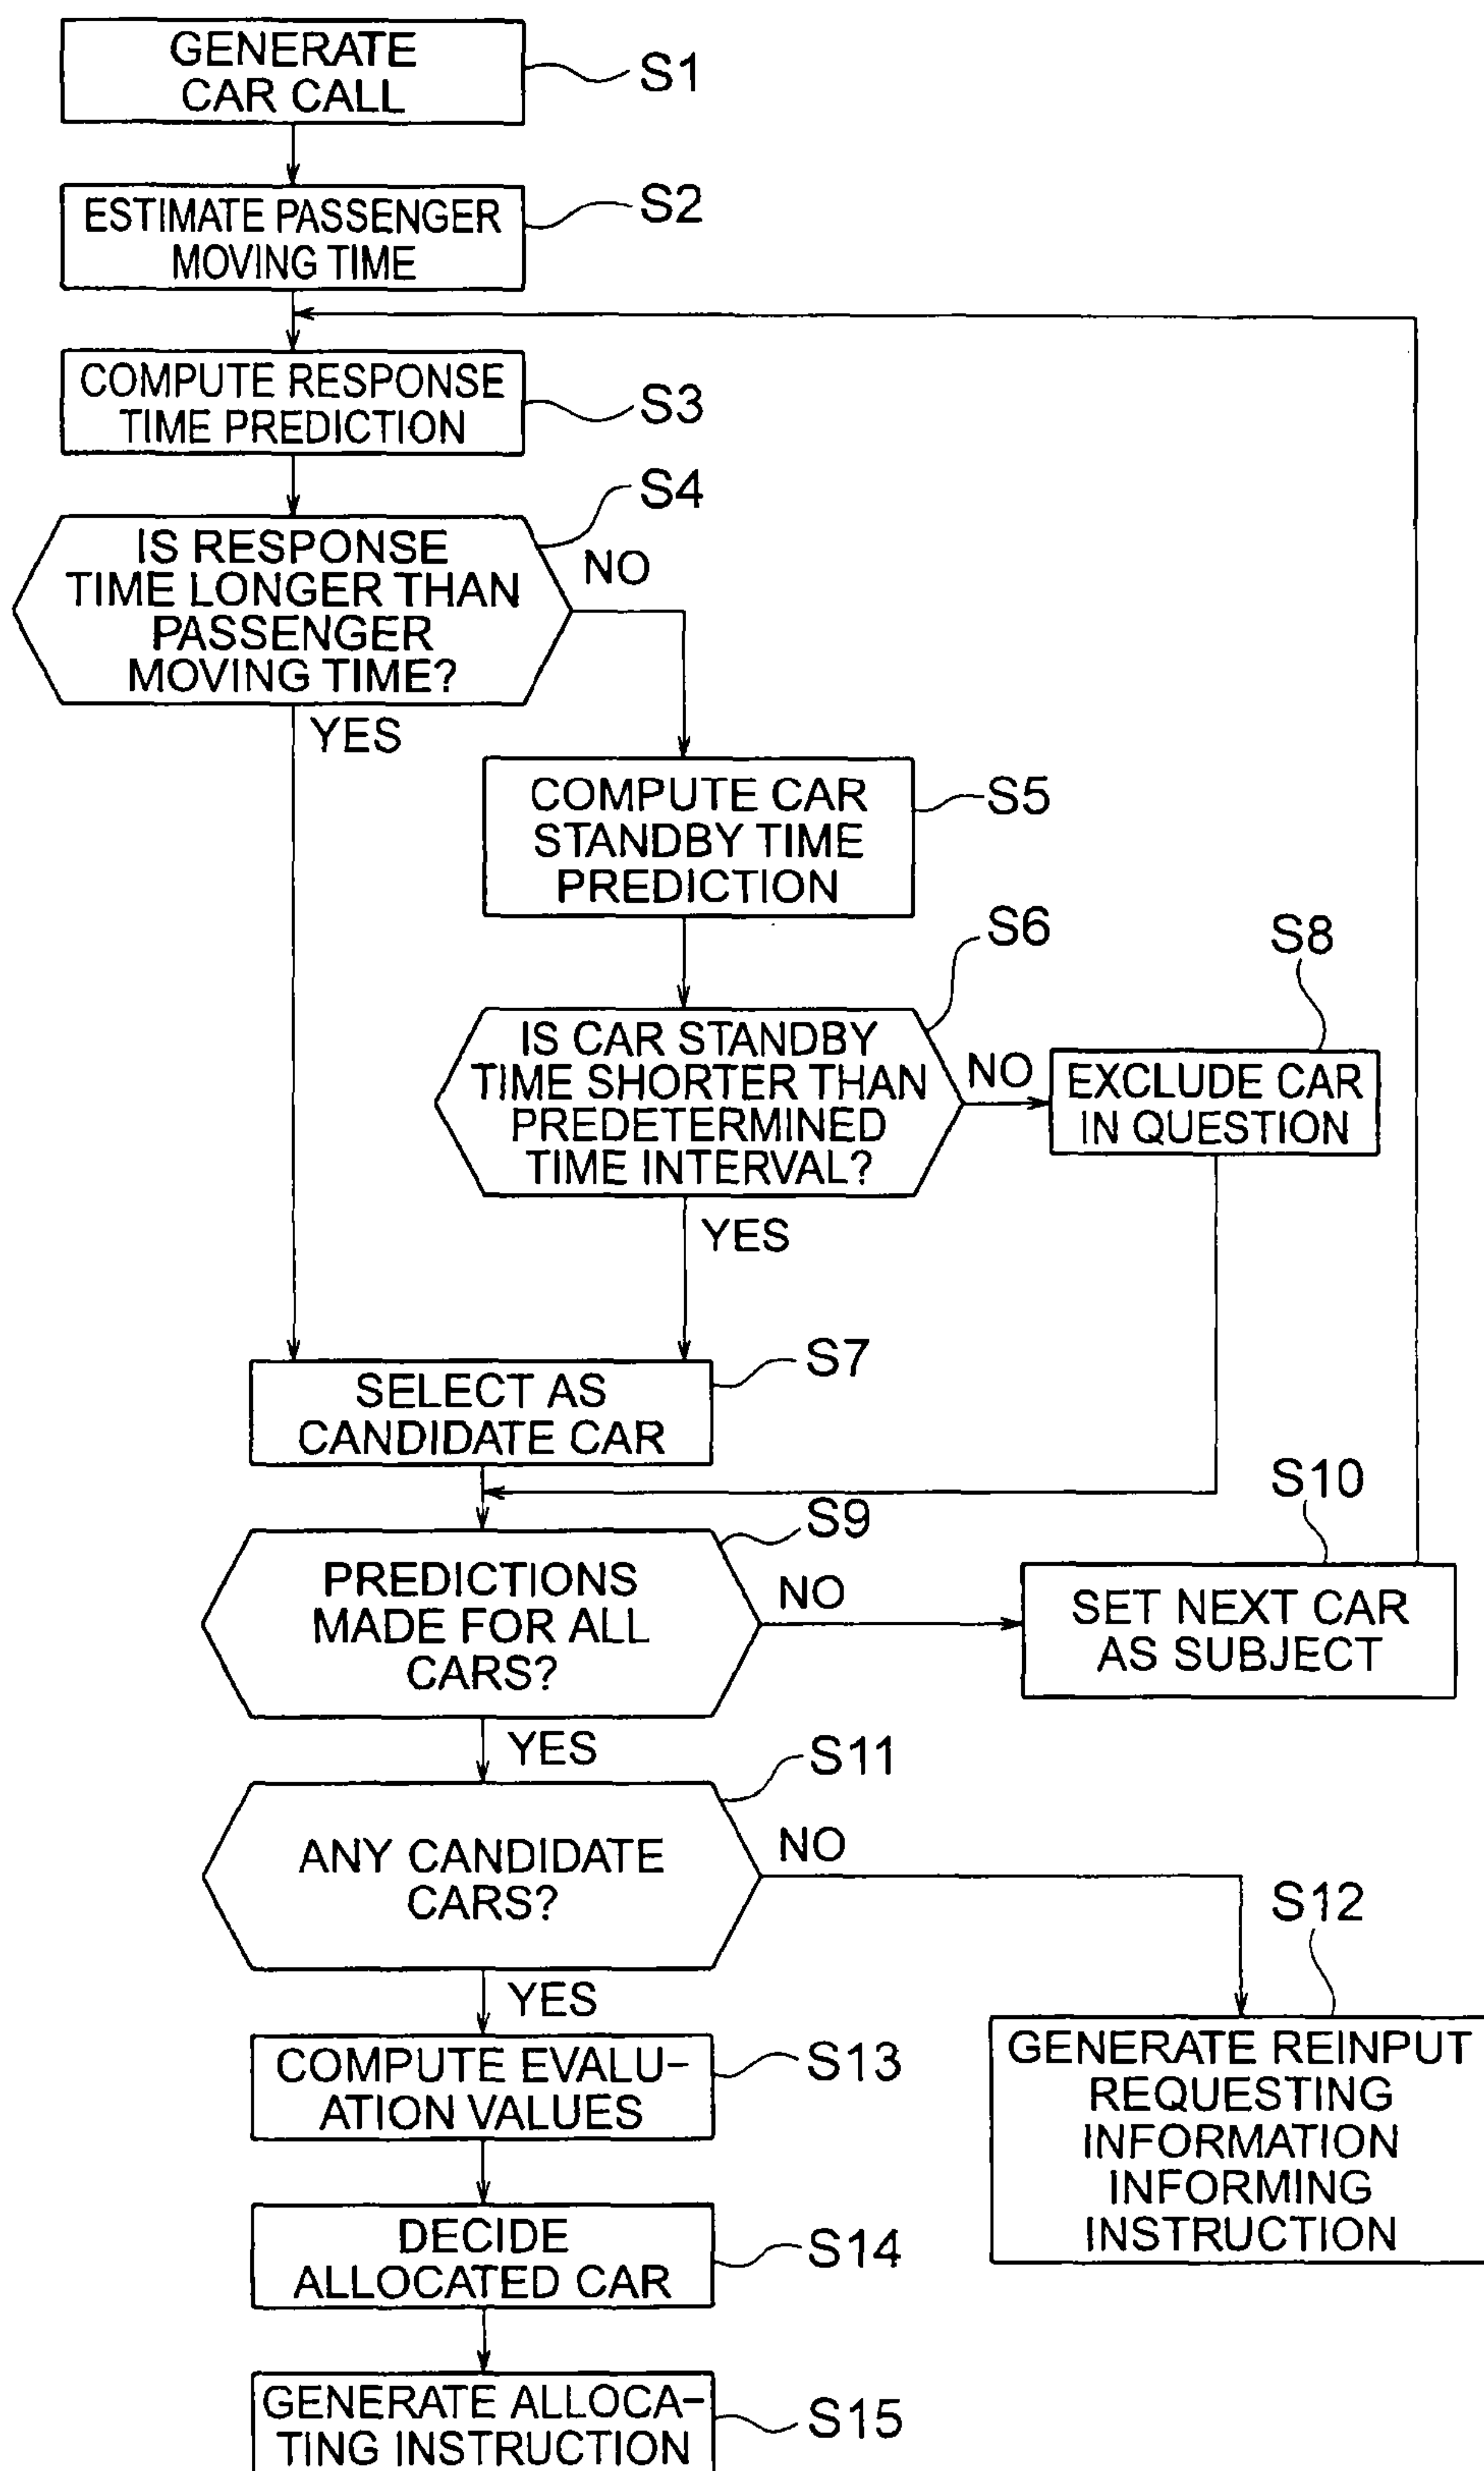 GENERATE
CAR CALL
S1
ESTIMATE PASSENGER
MOVING TIME
S2
COMPUTE RESPONSE
TIME PREDICTION
S3
S4
IS RESPONSE
TIME LONGER THAN
PASSENGER
MOVING TIME?
NO
YES
COMPUTE CAR
STANDBY TIME
PREDICTION
S5
S6
IS CAR STANDBY
TIME SHORTER THAN
PREDETERMINED
TIME INTERVAL?
NO
YES
S8
EXCLUDE CAR
IN QUESTION
SELECT AS
CANDIDATE CAR
S7
S9
PREDICTIONS
MADE FOR ALL
CARS?
NO
YES
S10
SET NEXT CAR
AS SUBJECT
S11
ANY CANDIDATE
CARS?
NO
YES
S12
GENERATE REINPUT
REQUESTING
INFORMATION
INFORMING
INSTRUCTION
COMPUTE EVALU-
ATION VALUES
S13
DECIDE
ALLOCATED CAR
S14
GENERATE ALLOCA-
TING INSTRUCTION
S15